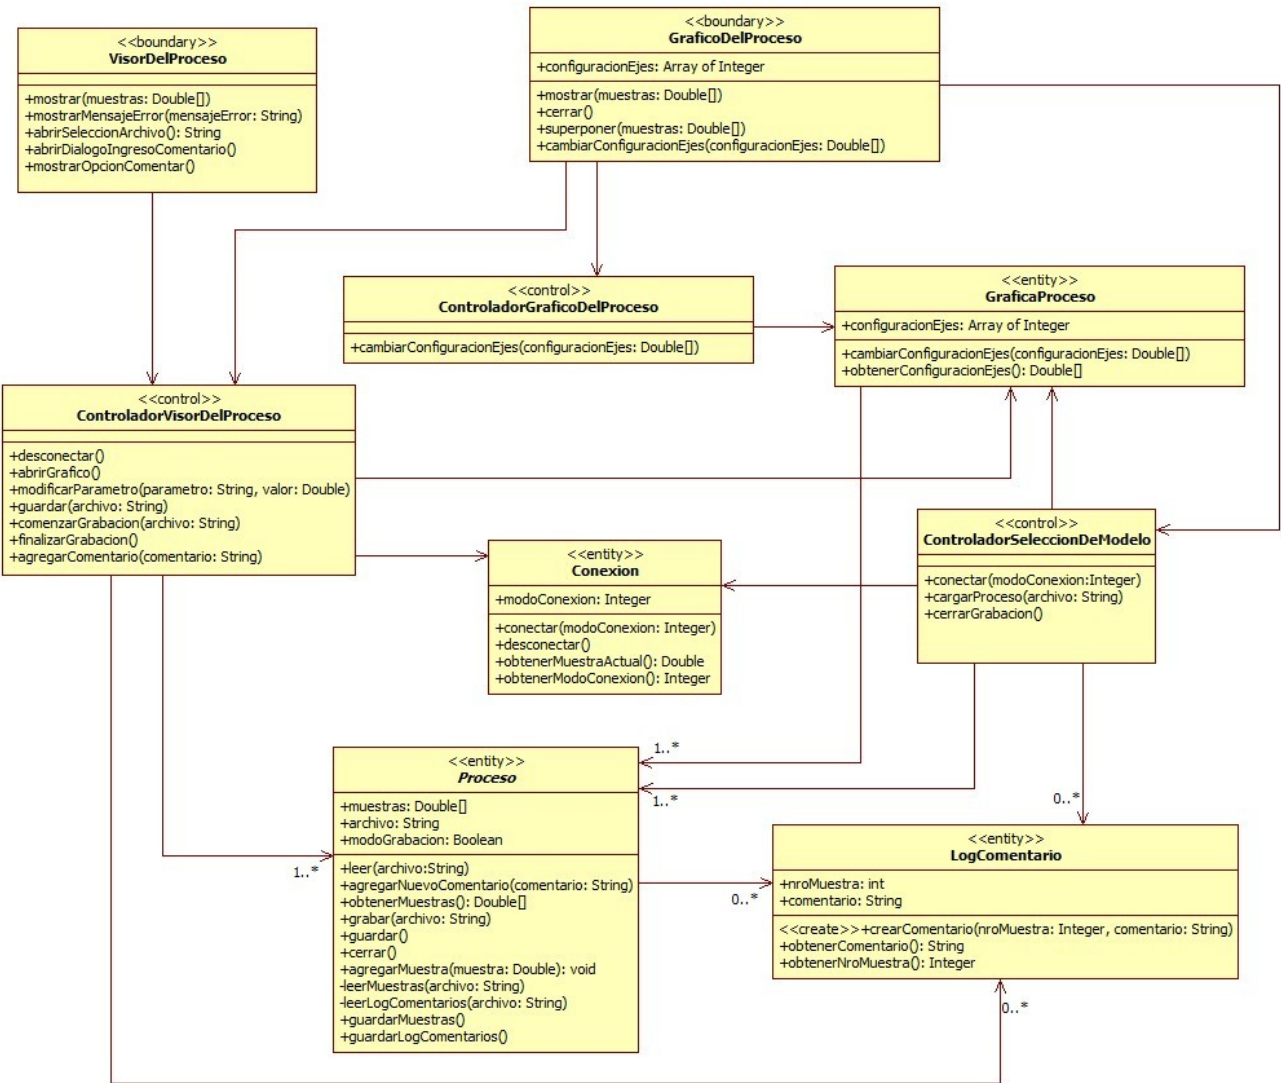 <<boundary>>
VisorDelProceso
+mostrar(muestras: Double[])
+mostrarMensajeError(mensajeError: String)
+abrirSeleccionArchivo(): String
+abrirDialogoIngresoComentario()
+mostrarOpcionComentar()
<<boundary>>
GraficoDelProceso
+configuracionEjes: Array of Integer
+mostrar(muestras: Double[])
+cerrar()
+superponer(muestras: Double[])
+cambiarConfiguracionEjes(configuracionEjes: Double[])
<<control>>
ControladorGraficoDelProceso
+cambiarConfiguracionEjes(configuracionEjes: Double[])
<<entity>>
GraficaProceso
+configuracionEjes: Array of Integer
+cambiarConfiguracionEjes(configuracionEjes: Double[])
+obtenerConfiguracionEjes(): Double[]
<<control>>
ControladorVisorDelProceso
+desconectar()
+abrirGrafico()
+modificarParametro(parametro: String, valor: Double)
+guardar(archivo: String)
+comenzarGrabacion(archivo: String)
+finalizarGrabacion()
+agregarComentario(comentario: String)
<<entity>>
Conexion
+modoConexion: Integer
+conectar(modoConexion: Integer)
+desconectar()
+obtenerMuestraActual(): Double
+obtenerModoConexion(): Integer
<<control>>
ControladorSeleccionDeModelo
+conectar(modoConexion:Integer)
+cargarProceso(archivo: String)
+cerrarGrabacion()
<<entity>>
Proceso
+muestras: Double[]
+archivo: String
+modoGrabacion: Boolean
+leer(archivo:String)
+agregarNuevoComentario(comentario: String)
+obtenerMuestras(): Double[]
+grabar(archivo: String)
+guardar()
+cerrar()
+agregarMuestra(muestra: Double): void
-leerMuestras(archivo: String)
-leerLogComentarios(archivo: String)
+guardarMuestras()
+guardarLogComentarios()
1..*
1..*
1..*
0..*
0..*
<<entity>>
LogComentario
+nroMuestra: int
+comentario: String
<<create>>+crearComentario(nroMuestra: Integer, comentario: String)
+obtenerComentario(): String
+obtenerNroMuestra(): Integer
0..*